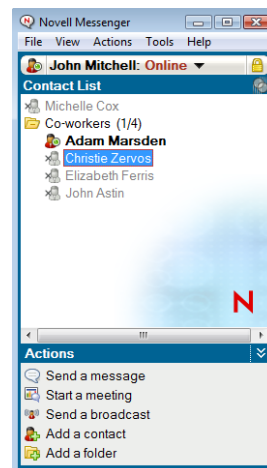 Novell Messenger
File View Actions Tools Help
John Mitchell: Online
Contact List
Michelle Cox
Co-workers (1/4)
Adam Marsden
Christie Zervos
Elizabeth Ferris
John Astin
N
Actions
Send a message
Start a meeting
Send a broadcast
Add a contact
Add a folder